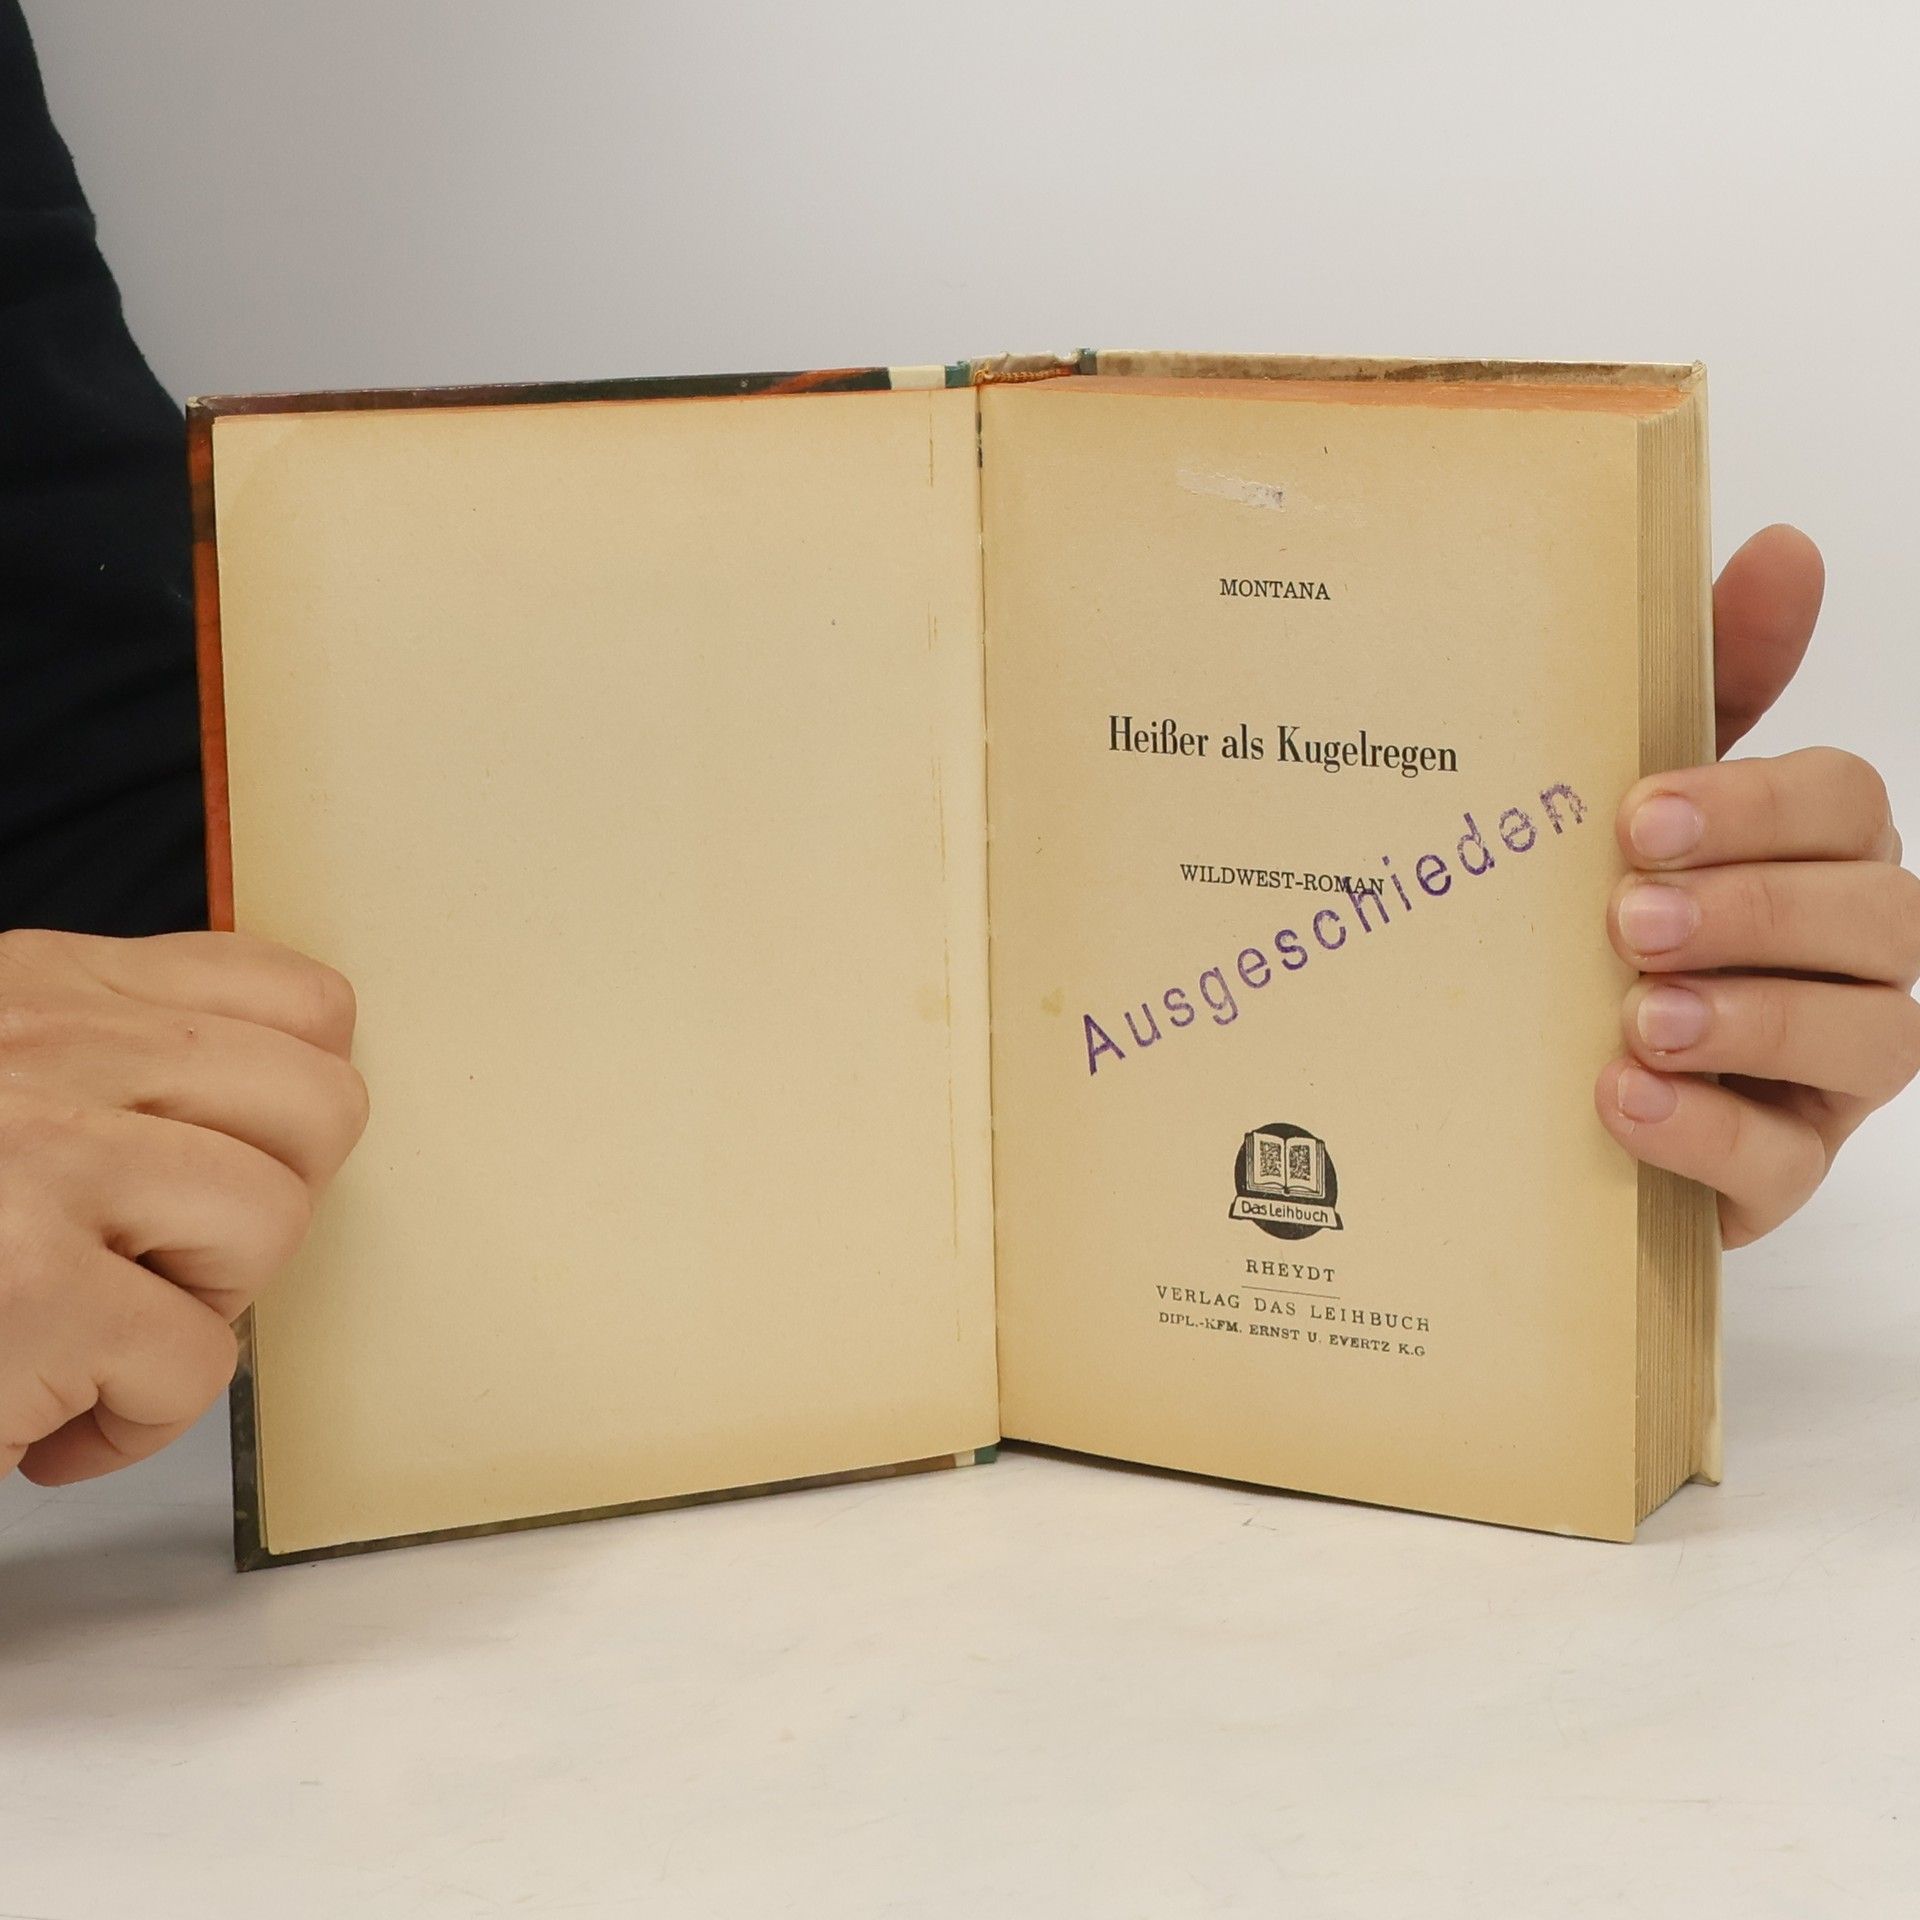 MONTANA
Heißer als Kugelregen
WILDWEST-ROMAN
Ausgeschieden
Das Leihbuch
RHEYDT
VERLAG DAS LEIHBUCH
DIPL.-KFM. ERNST U. EVERTZ K.G